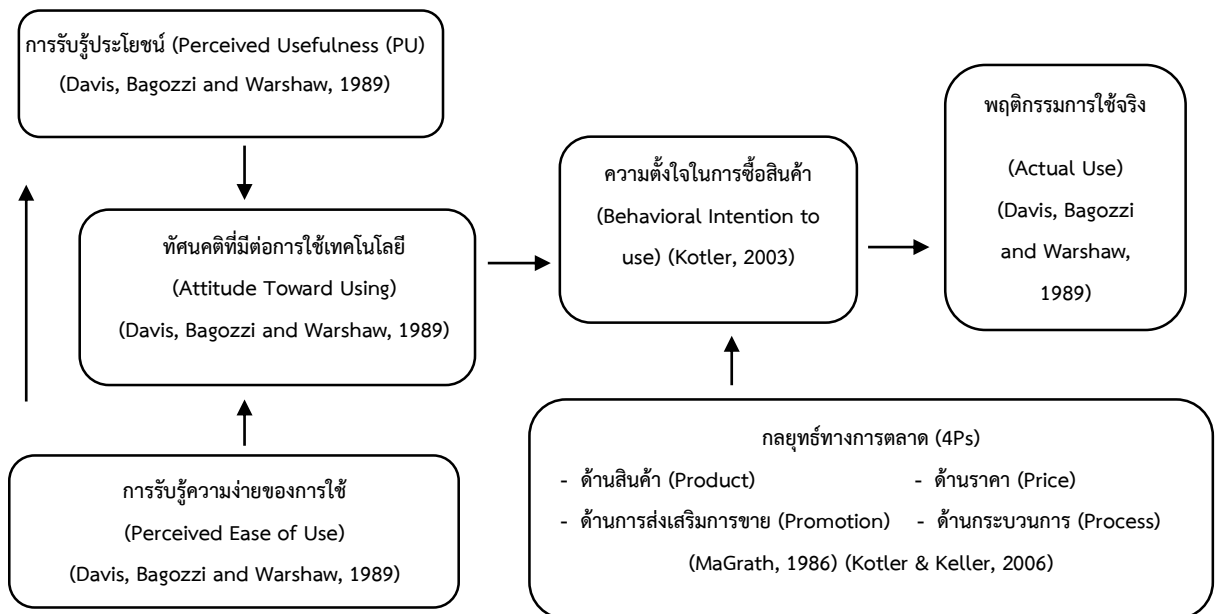 การรับรู้ประโยชน์ (Perceived Usefulness (PU)
(Davis, Bagozzi and Warshaw, 1989)
ทัศนคติที่มีต่อการใช้เทคโนโลยี
(Attitude Toward Using)
(Davis, Bagozzi and Warshaw, 1989)
การรับรู้ความง่ายของการใช้
(Perceived Ease of Use)
(Davis, Bagozzi and Warshaw, 1989)
ความตั้งใจในการซื้อสินค้า
(Behavioral Intention to
use) (Kotler, 2003)
พฤติกรรมการใช้จริง
(Actual Use)
(Davis, Bagozzi
and Warshaw,
1989)
กลยุทธ์ทางการตลาด (4Ps)
- ด้านสินค้า (Product) - ด้านราคา (Price)
- ด้านการส่งเสริมการขาย (Promotion) - ด้านกระบวนการ (Process)
(MaGrath, 1986) (Kotler & Keller, 2006)